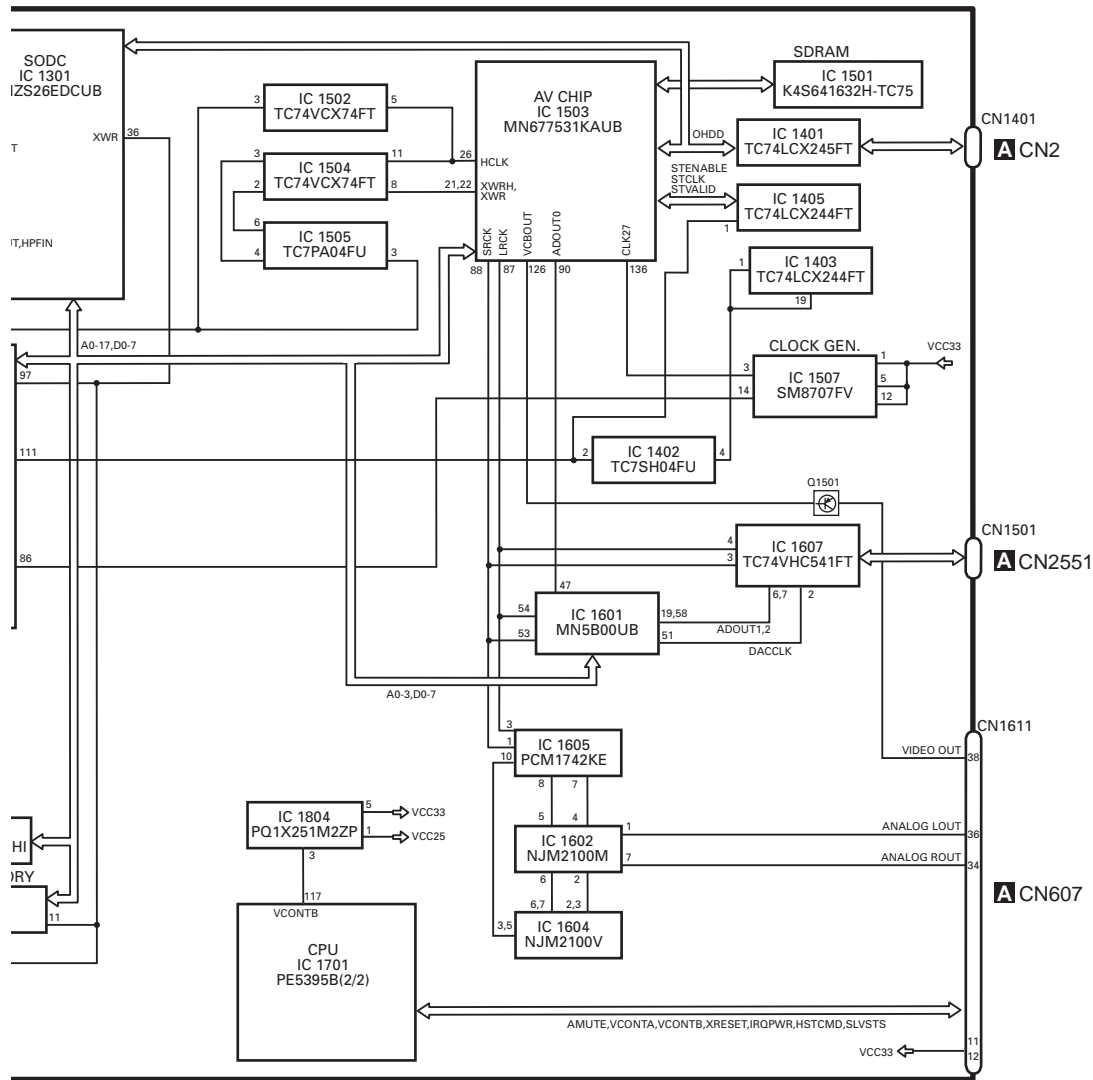 SODC
IC 1301
IZS26EDCUB
XWR
36
T
T,HPFIN
3
IC 1502
TC74VCX74FT
5
3
2
IC 1504
TC74VCX74FT
11
8
6
4
IC 1505
TC7PA04FU
3
AV CHIP
IC 1503
MN677531KAUB
26
HCLK
21,22
XWRH,
XWR
SRCK
LRCK
VCBOUT
ADOUT0
CLK27
88
87
126
90
136
SDRAM
IC 1501
K4S641632H-TC75
OHDD
IC 1401
TC74LCX245FT
CN1401
A CN2
STENABLE
STCLK
STVALID
IC 1405
TC74LCX244FT
1
1
IC 1403
TC74LCX244FT
19
A0-17,D0-7
97
CLOCK GEN.
3
14
IC 1507
SM8707FV
1
5
12
VCC33
111
2
IC 1402
TC7SH04FU
4
Q1501
86
4
3
IC 1607
TC74VHC541FT
6,7
2
CN1501
A CN2551
47
54
53
IC 1601
MN5B00UB
19,58
51
ADOUT1,2
DACCLK
A0-3,D0-7
3
1
10
IC 1605
PCM1742KE
8
7
CN1611
VIDEO OUT
38
IC 1804
PQ1X251M2ZP
5
VCC33
1
VCC25
3
5
4
IC 1602
NJM2100M
1
7
6
2
ANALOG LOUT
36
ANALOG ROUT
34
HI
ORY
11
117
VCONTB
CPU
IC 1701
PE5395B(2/2)
6,7
2,3
3,5
IC 1604
NJM2100V
A CN607
AMUTE,VCONTA,VCONTB,XRESET,IRQPWR,HSTCMD,SLVSTS
VCC33
11
12